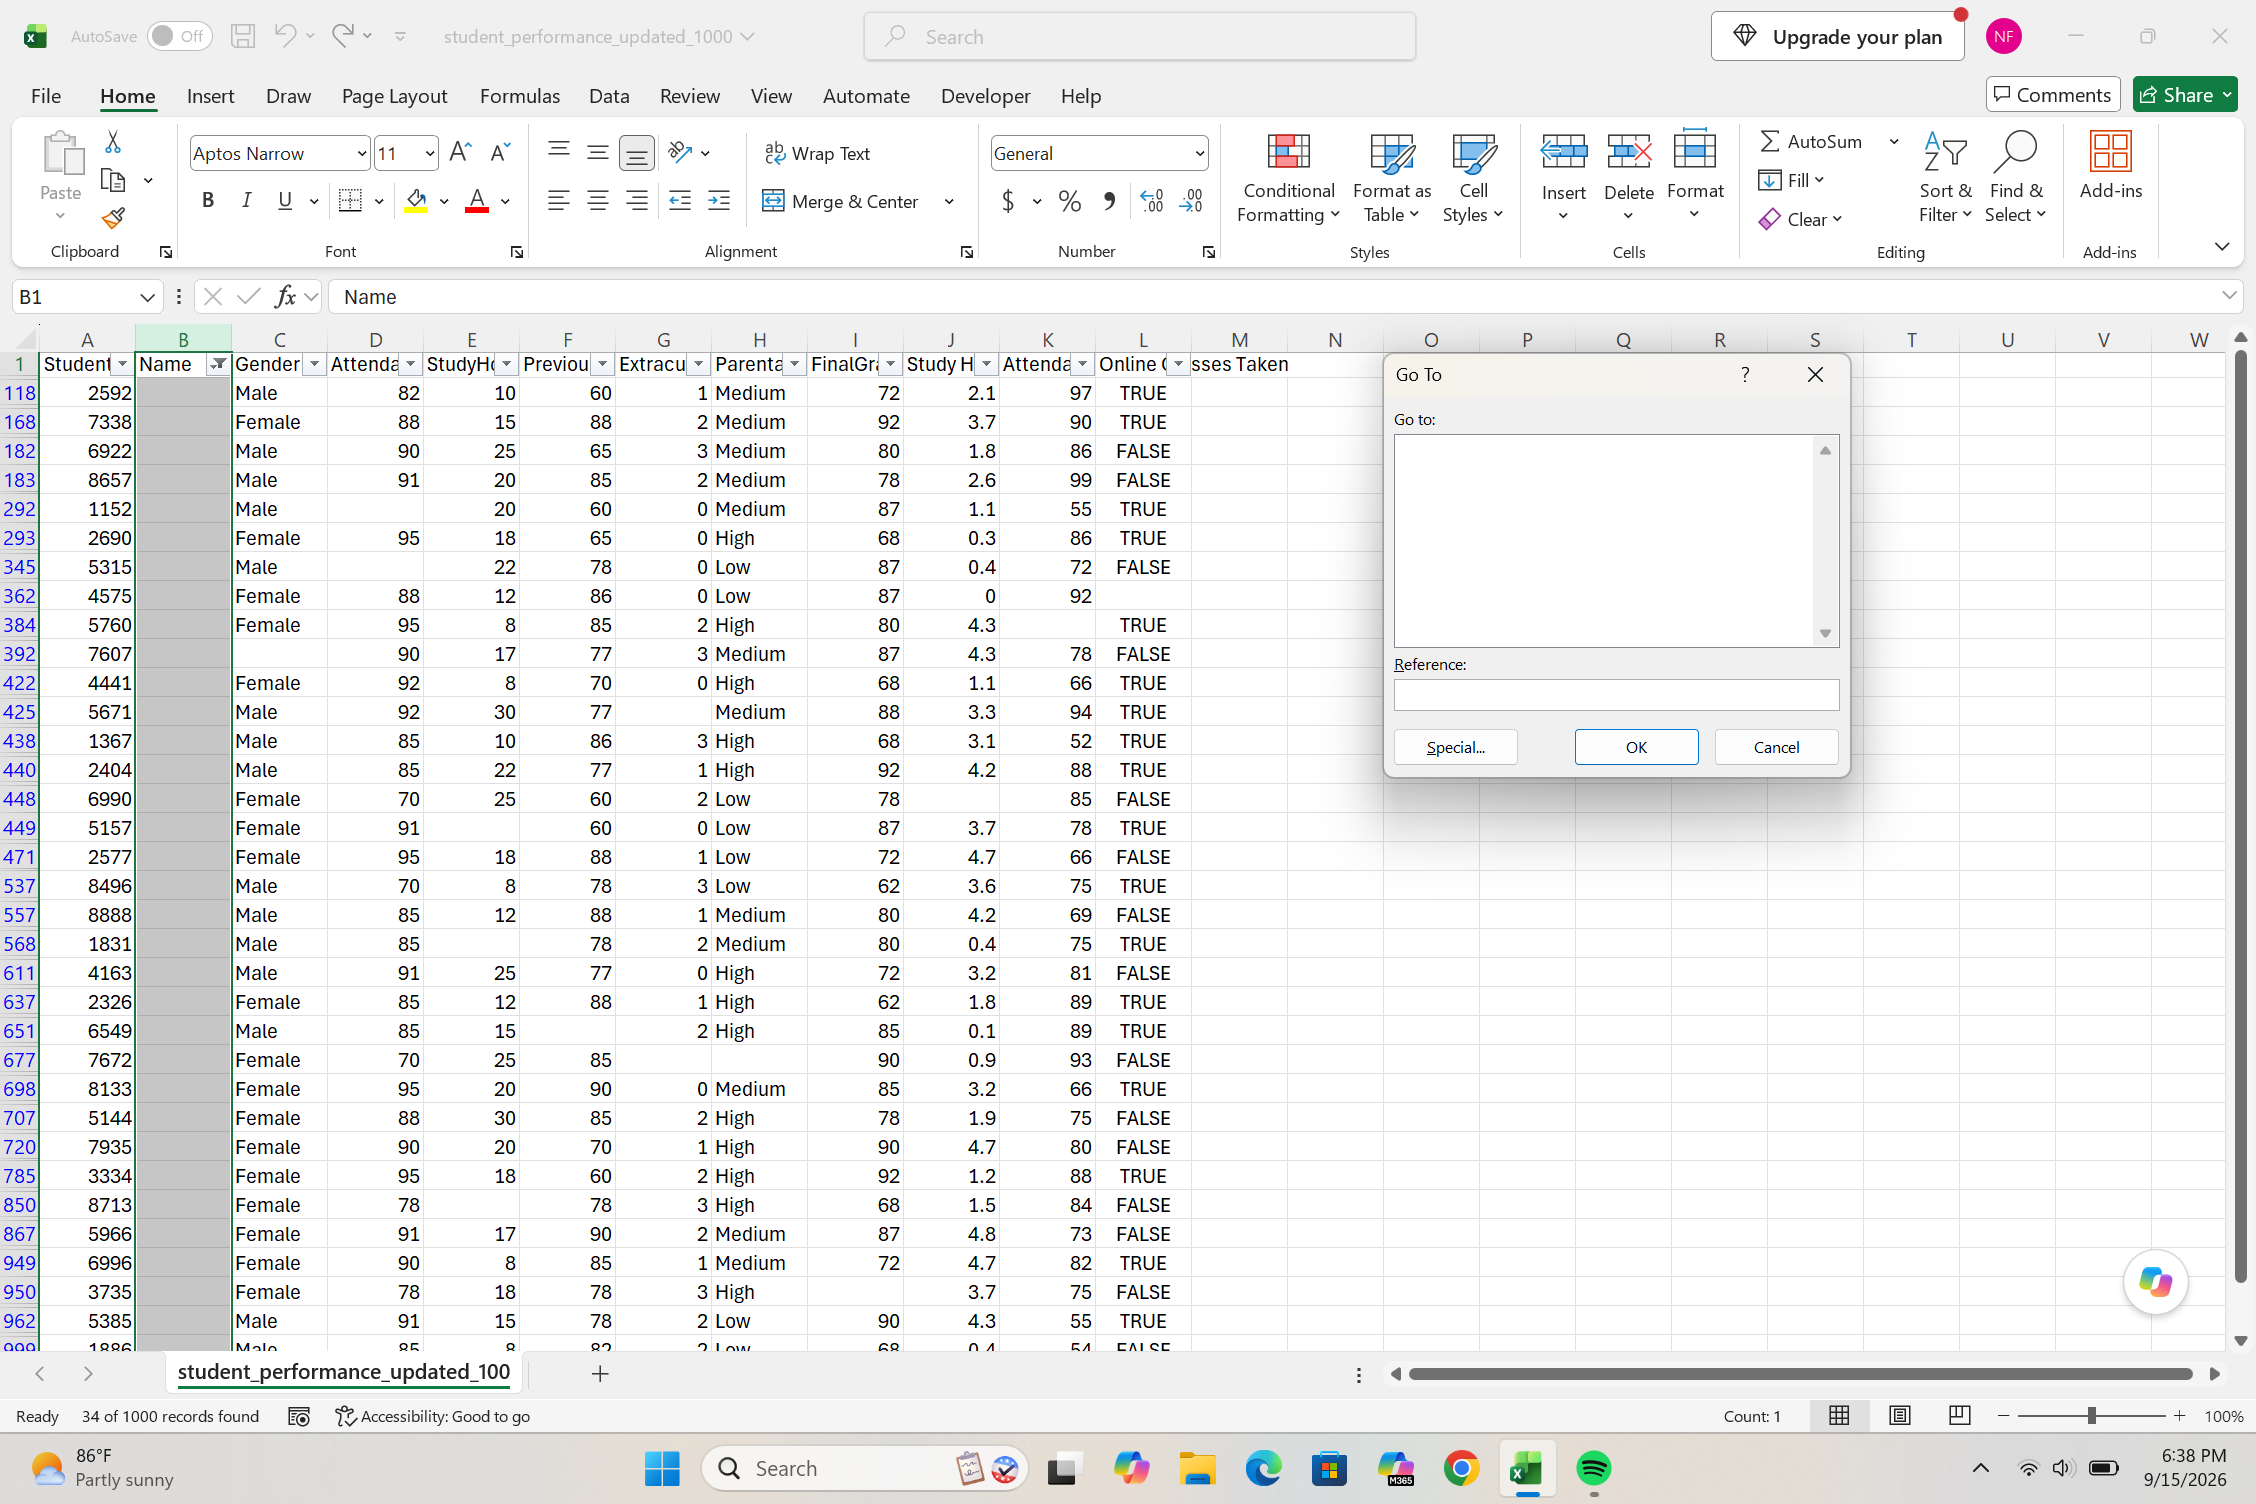 AutoSave Off student_performance_updated_1000 Search Upgrade your plan NF
File Home Insert Draw Page Layout Formulas Data Review View Automate Developer Help Comments Share
Paste Aptos Narrow 11 A A Wrap Text General Conditional Formatting Format as Table Cell Styles Insert Delete Format AutoSum Fill Clear Sort & Filter Find & Select Add-ins
B I U A Merge & Center $ % 9 .00 .00
Clipboard Font Alignment Number Styles Cells Editing Add-ins
B1 fx Name
A B C D E F G H I J K L M N O P Q R S T U V W
1 Student Name Gender Attenda StudyHo Previou Extracu Parenta FinalGra Study H Attenda Online C sses Taken
118 2592 Male 82 10 60 1 Medium 72 2.1 97 TRUE
168 7338 Female 88 15 88 2 Medium 92 3.7 90 TRUE
182 6922 Male 90 25 65 3 Medium 80 1.8 86 FALSE
183 8657 Male 91 20 85 2 Medium 78 2.6 99 FALSE
292 1152 Male 20 60 0 Medium 87 1.1 55 TRUE
293 2690 Female 95 18 65 0 High 68 0.3 86 TRUE
345 5315 Male 22 78 0 Low 87 0.4 72 FALSE
362 4575 Female 88 12 86 0 Low 87 0 92
384 5760 Female 95 8 85 2 High 80 4.3 TRUE
392 7607 90 17 77 3 Medium 87 4.3 78 FALSE
422 4441 Female 92 8 70 0 High 68 1.1 66 TRUE
425 5671 Male 92 30 77 Medium 88 3.3 94 TRUE
438 1367 Male 85 10 86 3 High 68 3.1 52 TRUE
440 2404 Male 85 22 77 1 High 92 4.2 88 TRUE
448 6990 Female 70 25 60 2 Low 78 85 FALSE
449 5157 Female 91 60 0 Low 87 3.7 78 TRUE
471 2577 Female 95 18 88 1 Low 72 4.7 66 FALSE
537 8496 Male 70 8 78 3 Low 62 3.6 75 TRUE
557 8888 Male 85 12 88 1 Medium 80 4.2 69 FALSE
568 1831 Male 85 78 2 Medium 80 0.4 75 TRUE
611 4163 Male 91 25 77 0 High 72 3.2 81 FALSE
637 2326 Female 85 12 88 1 High 62 1.8 89 TRUE
651 6549 Male 85 15 2 High 85 0.1 89 TRUE
677 7672 Female 70 25 85 90 0.9 93 FALSE
698 8133 Female 95 20 90 0 Medium 85 3.2 66 TRUE
707 5144 Female 88 30 85 2 High 78 1.9 75 FALSE
720 7935 Female 90 20 70 1 High 90 4.7 80 FALSE
785 3334 Female 95 18 60 2 High 92 1.2 88 TRUE
850 8713 Female 78 78 3 High 68 1.5 84 FALSE
867 5966 Female 91 17 90 2 Medium 87 4.8 73 FALSE
949 6996 Female 90 8 85 1 Medium 72 4.7 82 TRUE
950 3735 Female 78 18 78 3 High 3.7 75 FALSE
962 5385 Male 91 15 78 2 Low 90 4.3 55 TRUE
999 1886 Male 85 8 82 2 Low 68 0.4 54 FALSE
Go To ?
Go to:
Reference:
Special... OK Cancel
student_performance_updated_100
Ready 34 of 1000 records found Accessibility: Good to go Count: 1 100%
86°F
Partly sunny
Search
M365
6:38 PM
9/15/2026